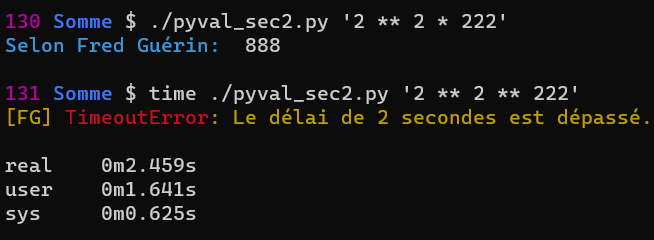 130 Somme $ ./pyval_sec2.py '2 ** 2 * 222'
Selon Fred Guérin:  888
131 Somme $ time ./pyval_sec2.py '2 ** 2 ** 222'
[FG] TimeoutError: Le délai de 2 secondes est dépassé.
real    0m2.459s
user    0m1.641s
sys     0m0.625s